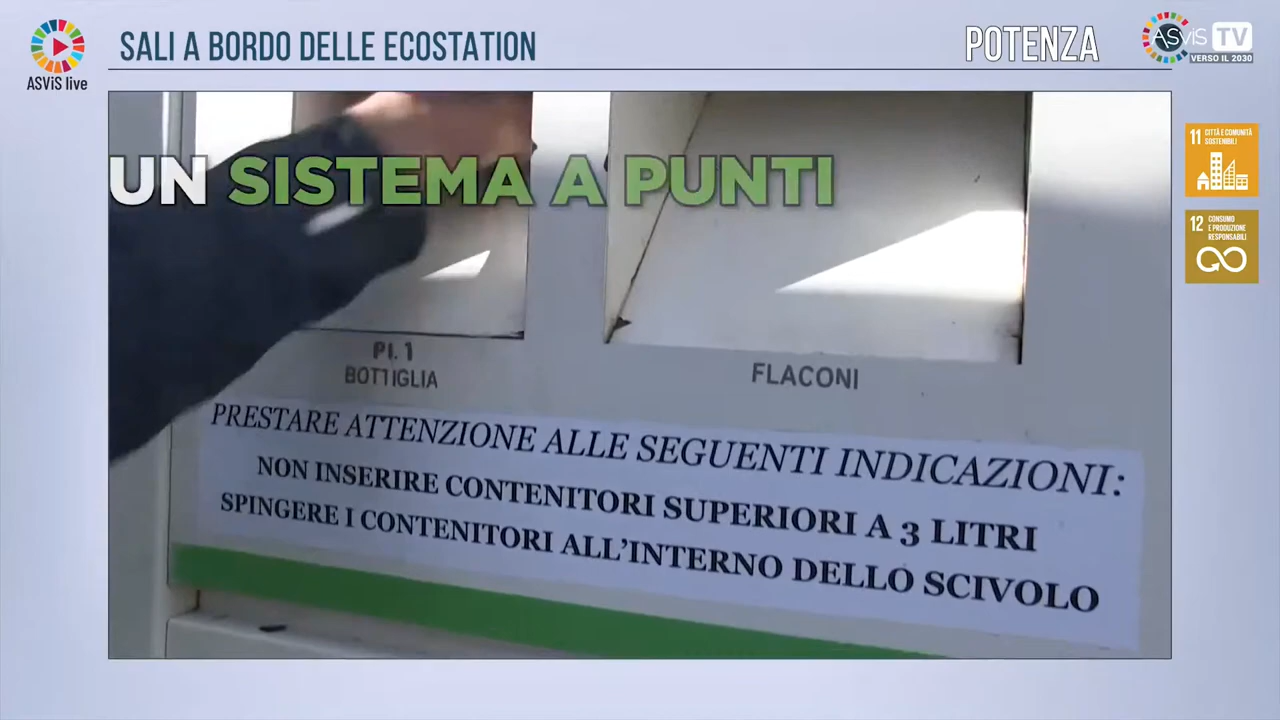 ASViS live
SALI A BORDO DELLE ECOSTATION
POTENZA
ASviS TV
VERSO IL 2030
11 CITTÀ E COMUNITÀ
SOSTENIBILI
12 CONSUMO
E PRODUZIONE
RESPONSABILI
UN SISTEMA A PUNTI
PI. 1
BOTTIGLIA
FLACONI
PRESTARE ATTENZIONE ALLE SEGUENTI INDICAZIONI:
NON INSERIRE CONTENITORI SUPERIORI A 3 LITRI
SPINGERE I CONTENITORI ALL'INTERNO DELLO SCIVOLO